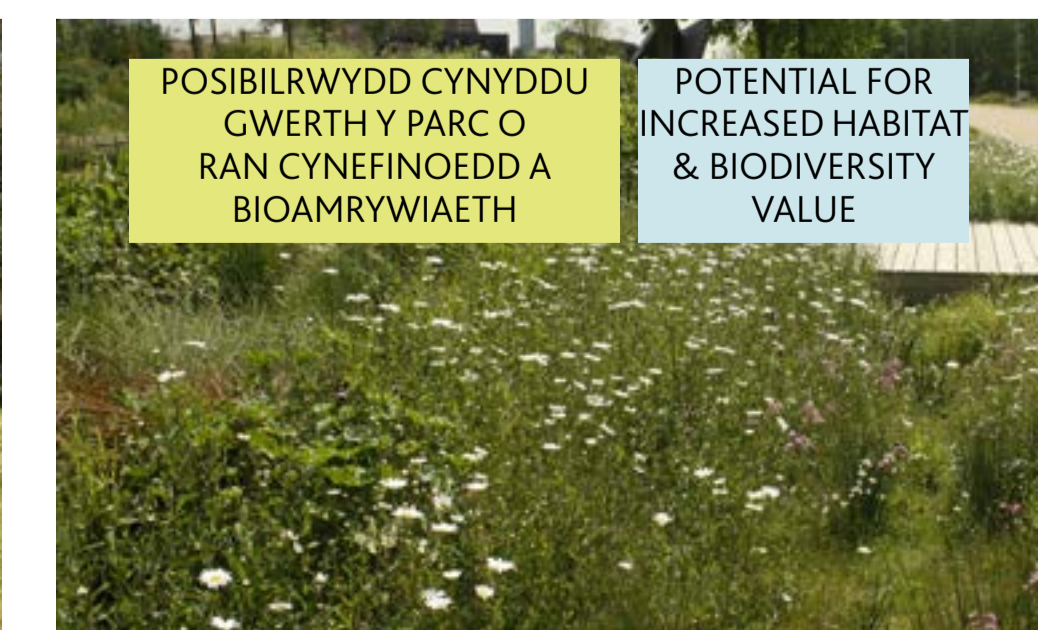 POSIBILRWYDD CYNYDDU
GWERTH Y PARC O
RAN CYNEFINOEDD A
BIOAMRYWIAETH
POTENTIAL FOR
INCREASED HABITAT
& BIODIVERSITY
VALUE